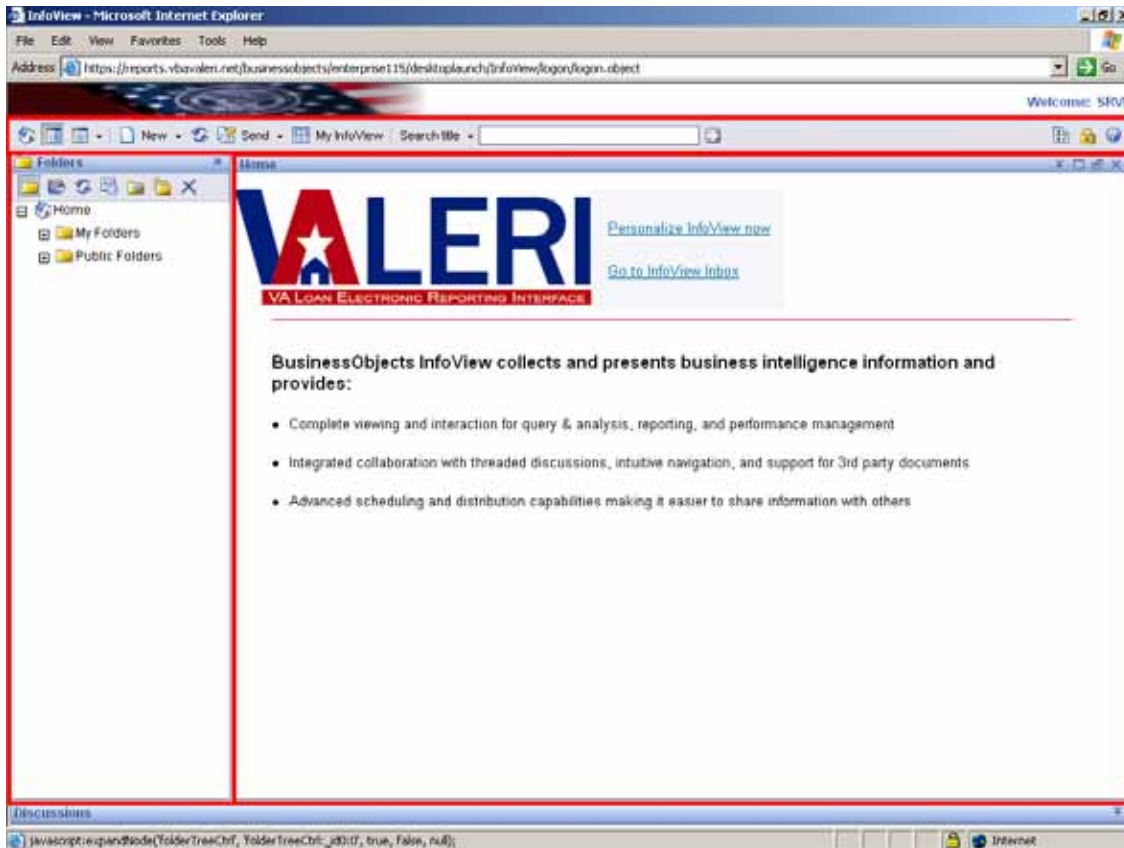 InfoView - Microsoft Internet Explorer
File Edit View Favorites Tools Help
Address https://reports.vbavaleri.net/businessobjects/enterprise115/desktoplaunch/InfoView/logon/logon.object Go
Welcome: SRV
New Send My InfoView Search title
Folders
Home
Home
My Folders
Public Folders
VALERI
VA LOAN ELECTRONIC REPORTING INTERFACE
Personalize InfoView now
Go to InfoView Inbox
BusinessObjects InfoView collects and presents business intelligence information and
provides:
• Complete viewing and interaction for query & analysis, reporting, and performance management
• Integrated collaboration with threaded discussions, intuitive navigation, and support for 3rd party documents
• Advanced scheduling and distribution capabilities making it easier to share information with others
Discussions
javascript:expandNode('folderTreeCtrl', 'folderTreeCtrl:_id0:0', true, false, null);
Internet